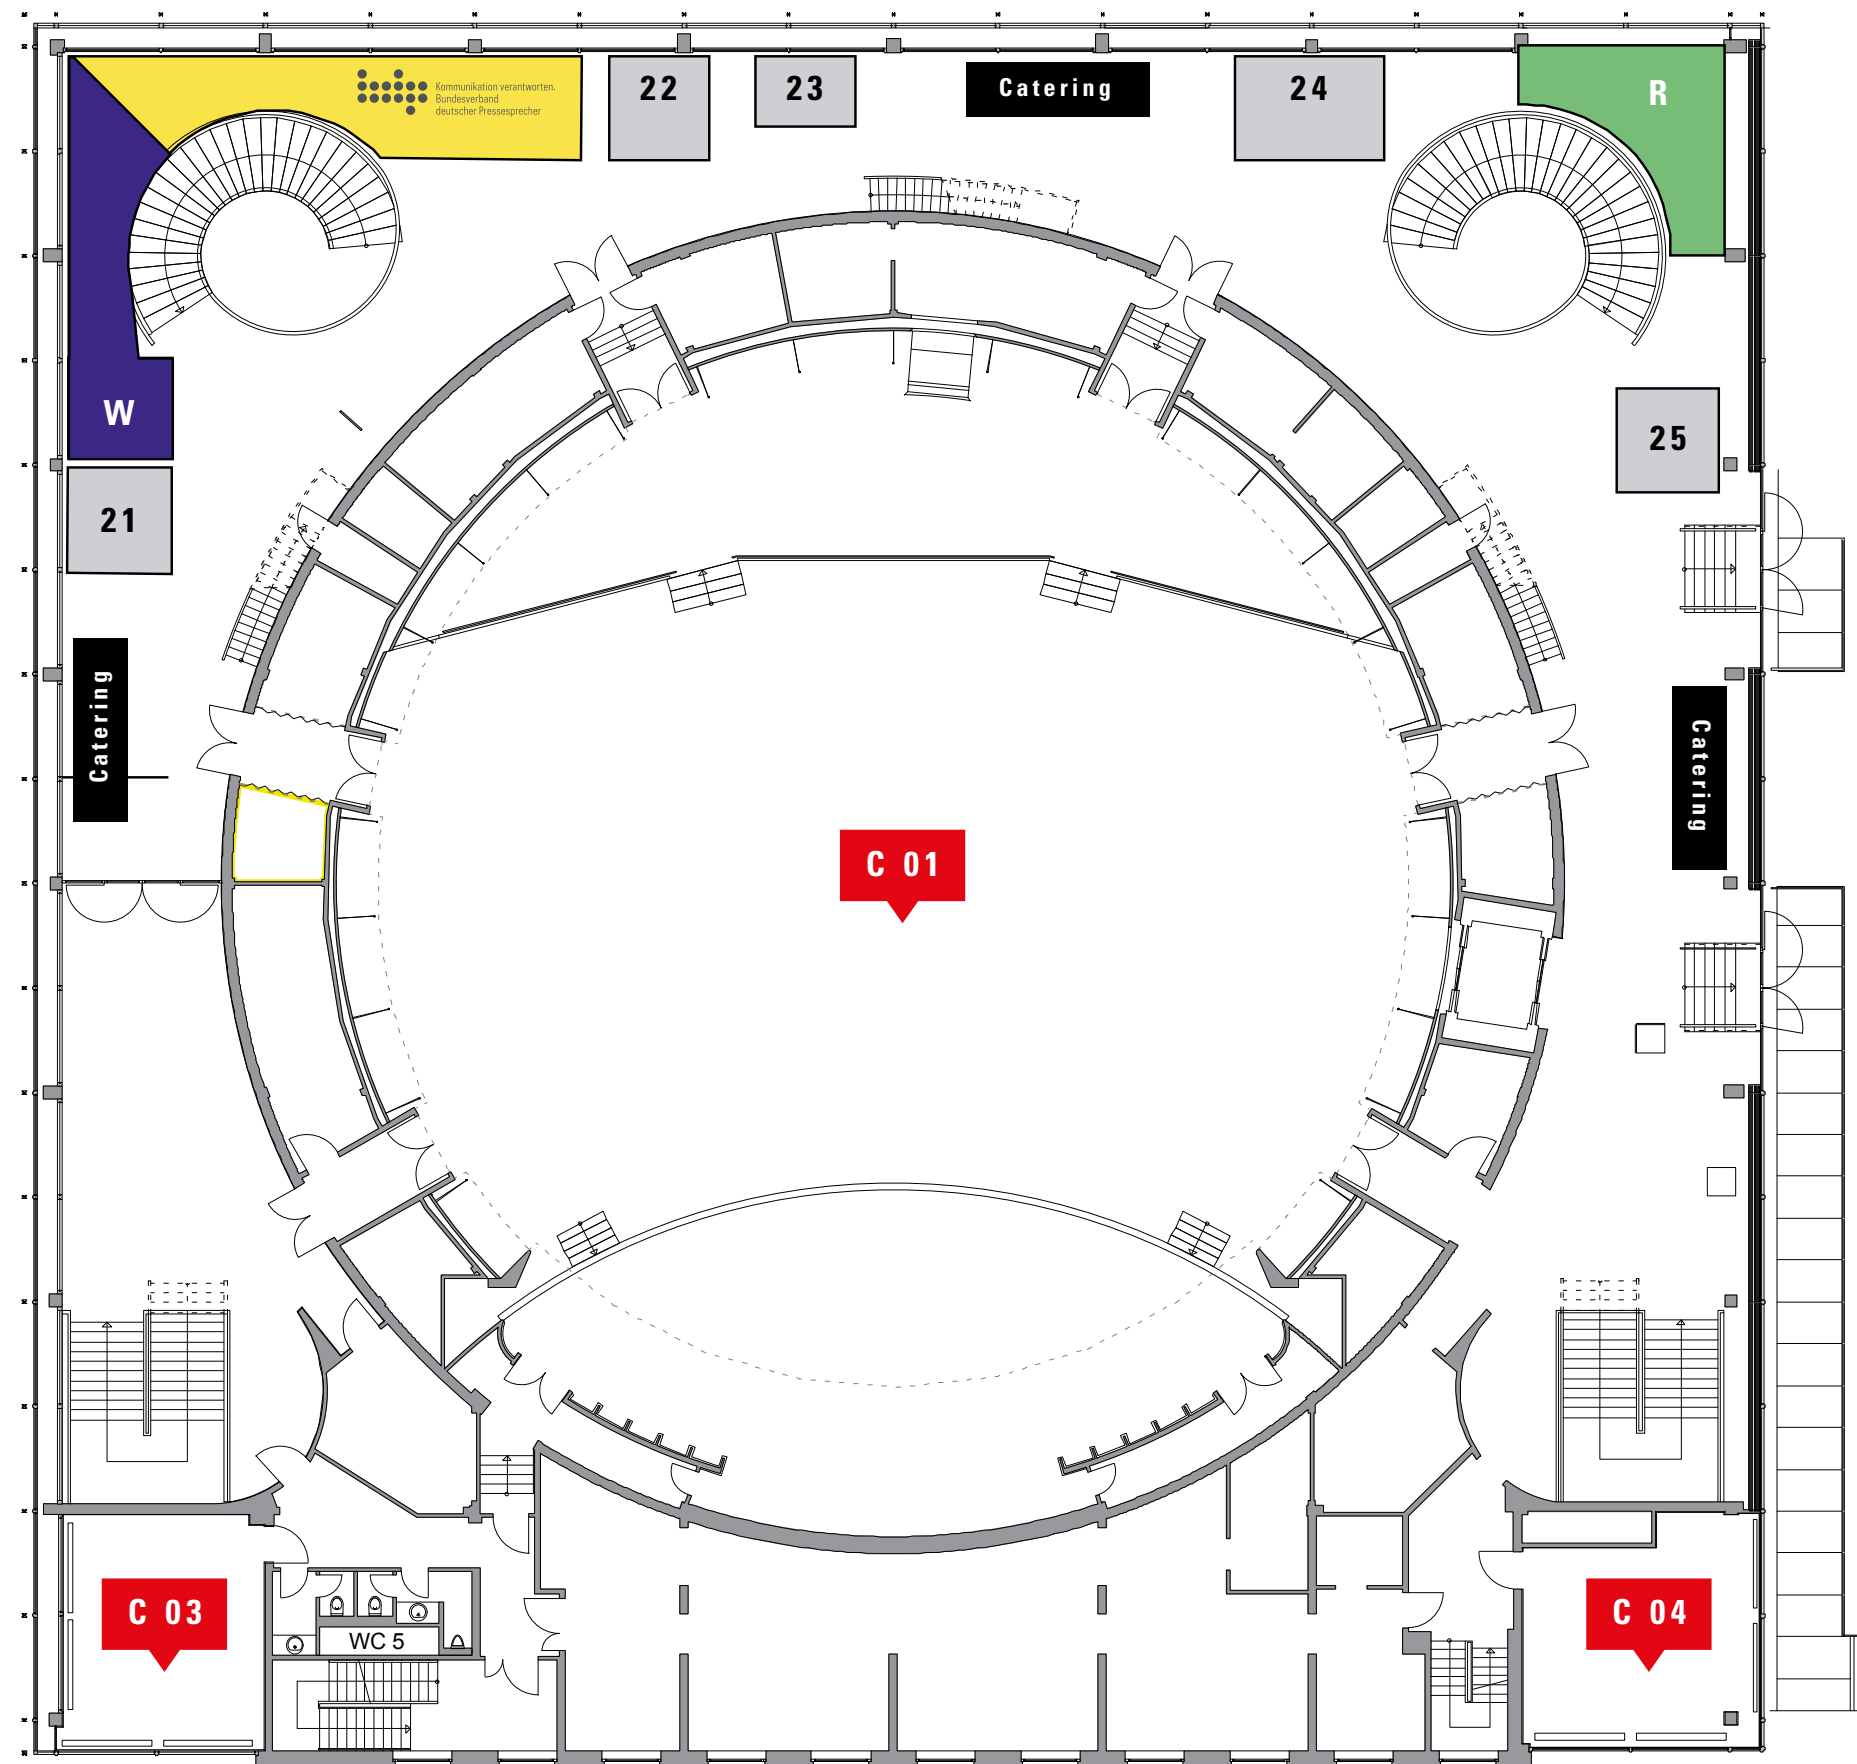 Kommunikation verantworten.
Bundesverband
deutscher Pressesprecher
22
23
Catering
24
R
W
25
21
Catering
Catering
C 01
C 03
WC 5
C 04